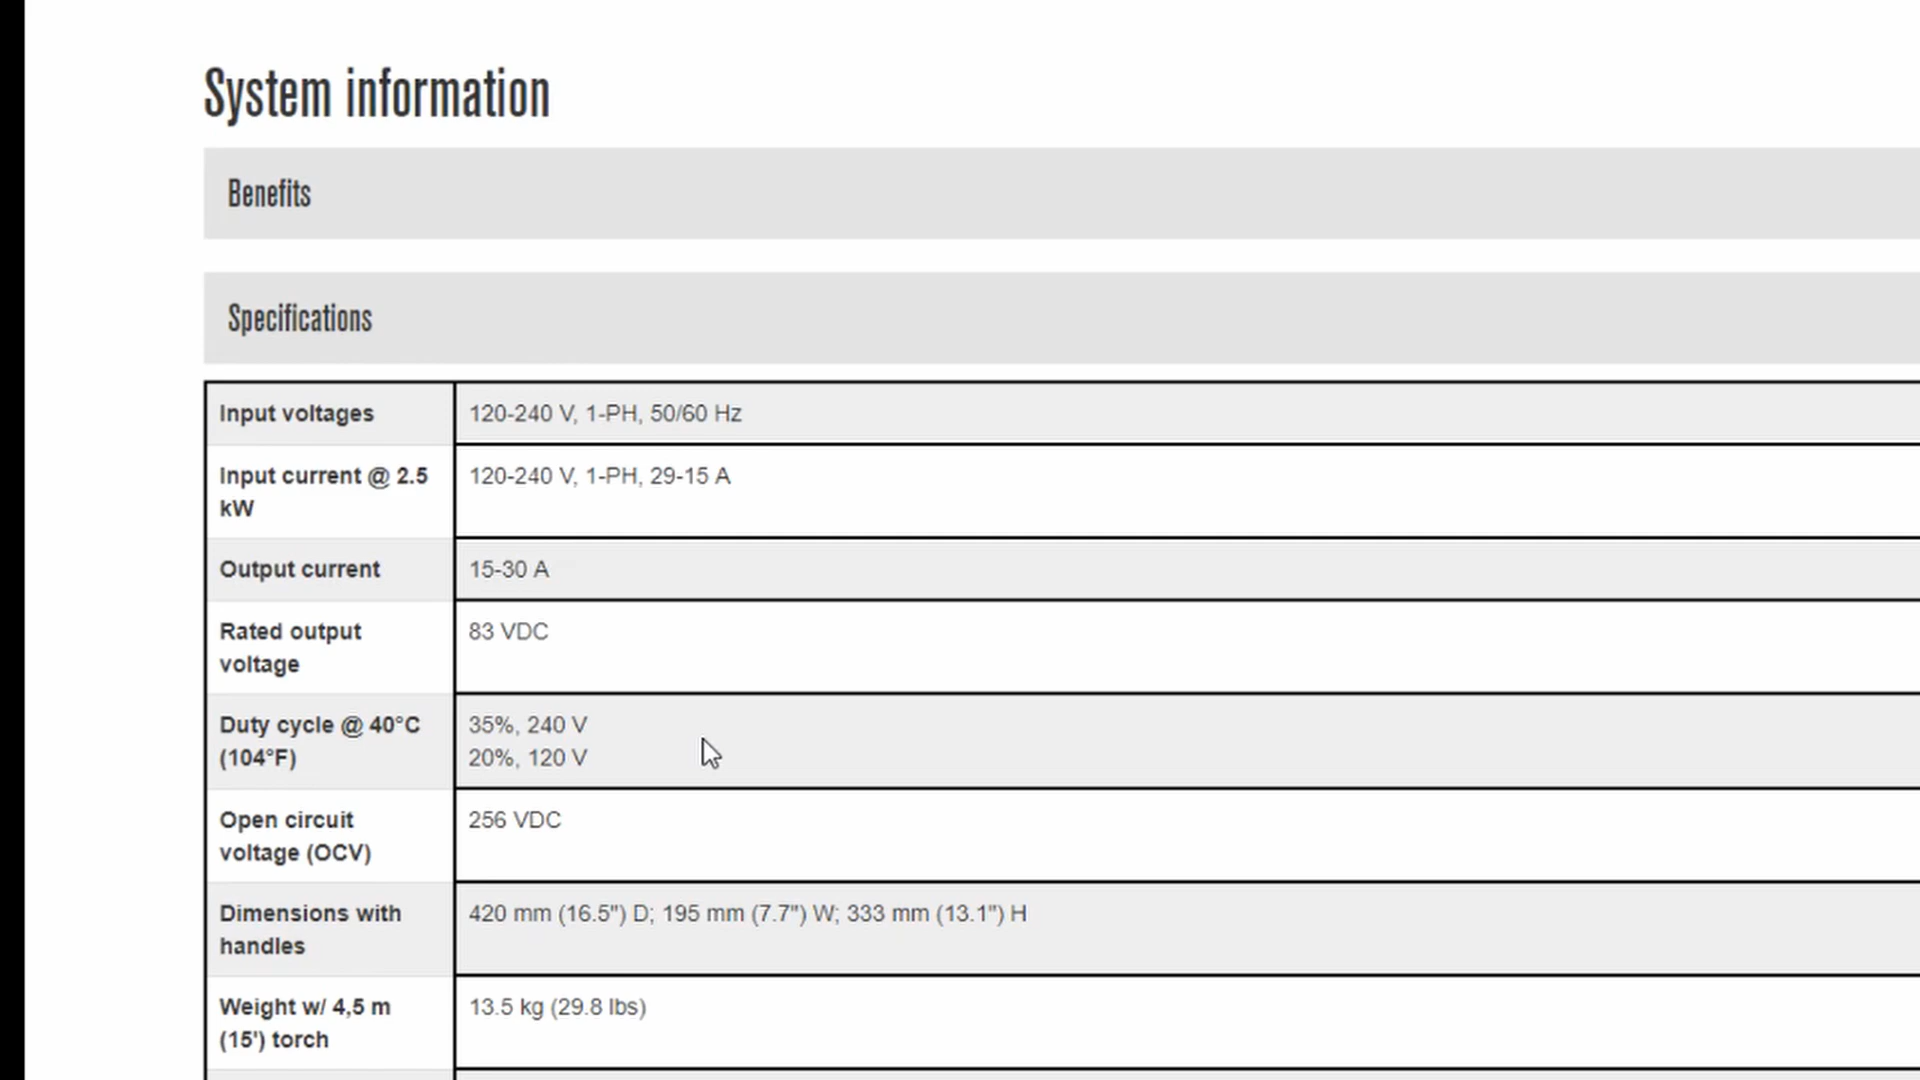 System information
Benefits
Specifications
Input voltages
120-240 V, 1-PH, 50/60 Hz
Input current @ 2.5
kW
120-240 V, 1-PH, 29-15 A
Output current
15-30 A
Rated output
voltage
83 VDC
Duty cycle @ 40°C
(104°F)
35%, 240 V
20%, 120 V
Open circuit
voltage (OCV)
256 VDC
Dimensions with
handles
420 mm (16.5") D; 195 mm (7.7") W; 333 mm (13.1") H
Weight w/ 4,5 m
(15') torch
13.5 kg (29.8 lbs)